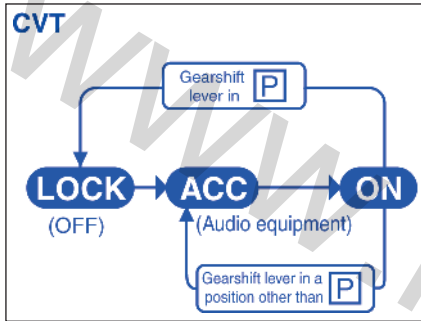 CVT
Gearshift
lever in P
LOCK ACC ON
(OFF) (Audio equipment)
Gearshift lever in a
position other than P